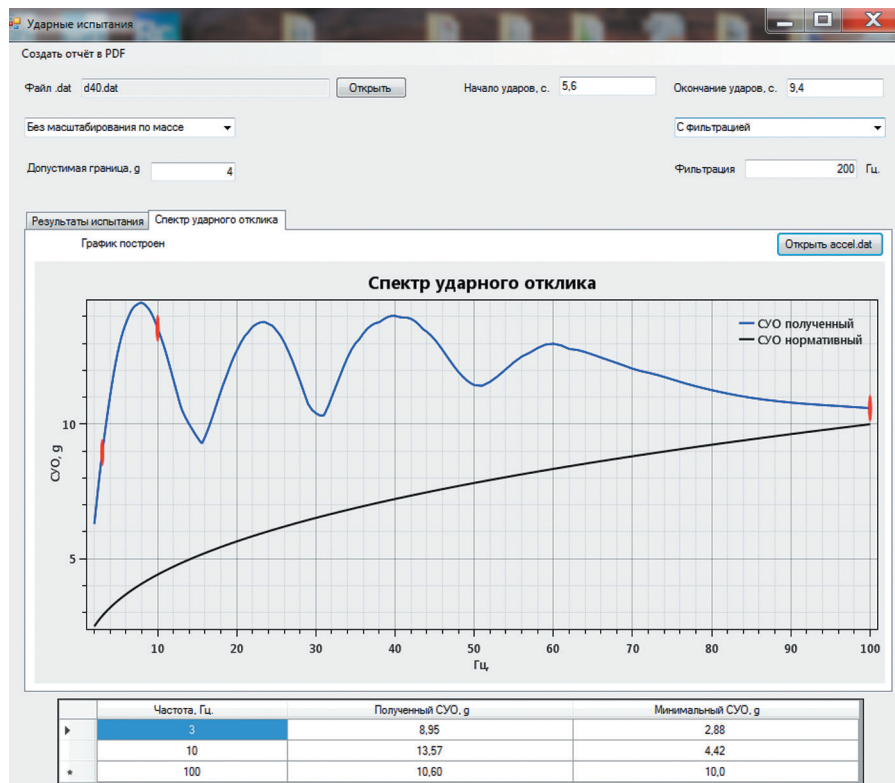 Ударные испытания
Создать отчёт в PDF
Файл .dat d40.dat Открыть Начало ударов, с. 5,6 Окончание ударов, с. 9,4
Без масштабирования по массе С фильтрацией
Допустимая граница, g 4 Фильтрация 200 Гц.
Результаты испытания Спектр ударного отклика
График построен Открыть accel.dat
Спектр ударного отклика
СУО полученный
СУО нормативный
10
СУО, g
5
10 20 30 40 50 60 70 80 90 100
Гц,
Частота, Гц. Полученный СУО, g Минимальный СУО, g
3 8,95 2,88
10 13,57 4,42
* 100 10,60 10,0